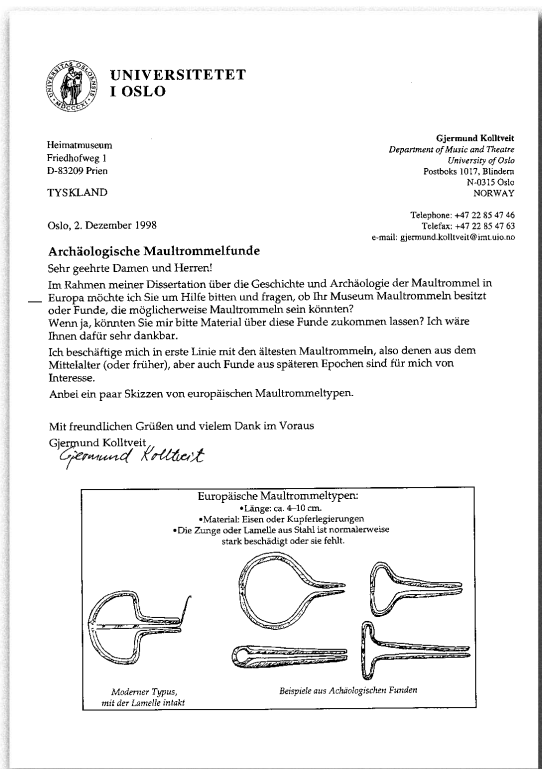 UNIVERSITAS OSLOENSIS
MDCCCXI
UNIVERSITETET
I OSLO
Heimatmuseum
Friedhofweg 1
D-83209 Prien
TYSKLAND
Gjermund Kolltveit
Department of Music and Theatre
University of Oslo
Postboks 1017, Blindern
N-0315 Oslo
NORWAY
Telephone: +47 22 85 47 46
Telefax: +47 22 85 47 63
e-mail: gjermund.kolltveit@imt.uio.no
Oslo, 2. Dezember 1998
Archäologische Maultrommelfunde
Sehr geehrte Damen und Herren!
Im Rahmen meiner Dissertation über die Geschichte und Archäologie der Maultrommel in
Europa möchte ich Sie um Hilfe bitten und fragen, ob Ihr Museum Maultrommeln besitzt
oder Funde, die möglicherweise Maultrommeln sein könnten?
Wenn ja, könnten Sie mir bitte Material über diese Funde zukommen lassen? Ich wäre
Ihnen dafür sehr dankbar.
Ich beschäftige mich in erste Linie mit den ältesten Maultrommeln, also denen aus dem
Mittelalter (oder früher), aber auch Funde aus späteren Epochen sind für mich von
Interesse.
Anbei ein paar Skizzen von europäischen Maultrommeltypen.
Mit freundlichen Grüßen und vielem Dank im Voraus
Gjermund Kolltveit
Gjermund Kolltveit
Europäische Maultrommeltypen:
•Länge: ca. 4–10 cm.
•Material: Eisen oder Kupferlegierungen
•Die Zunge oder Lamelle aus Stahl ist normalerweise
stark beschädigt oder sie fehlt.
Moderner Typus,
mit der Lamelle intakt
Beispiele aus Achäologischen Funden